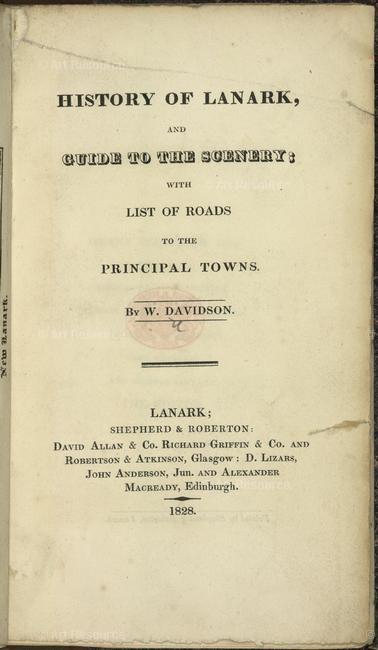 HISTORY OF LANARK,
AND
GUIDE TO THE SCENERY:
WITH
LIST OF ROADS
TO THE
PRINCIPAL TOWNS.
BY W. DAVIDSON.
LANARK;
SHEPHERD & ROBERTON:
DAVID ALLAN & Co. RICHARD GRIFFIN & Co. AND
ROBERTSON & ATKINSON, Glasgow: D. LIZARS,
JOHN ANDERSON, JUN. AND ALEXANDER
MACREADY, Edinburgh.
1828.
New Lanark.
© Art Resource